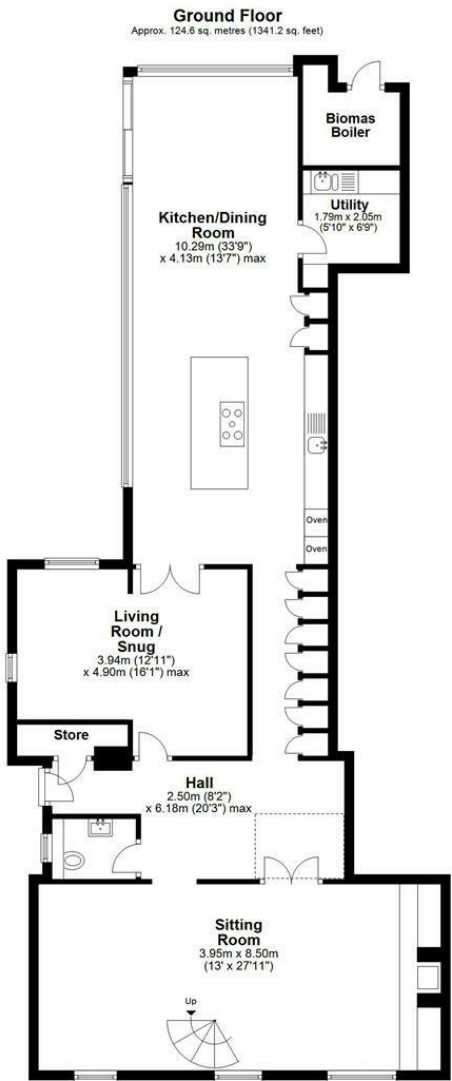 Ground Floor
Approx. 124.6 sq. metres (1341.2 sq. feet)
Biomas
Boiler
Utility
1.79m x 2.05m
(5'10" x 6'9")
Kitchen/Dining
Room
10.29m (33'9")
x 4.13m (13'7") max
Oven
Oven
Living
Room /
Snug
3.94m (12'11")
x 4.90m (16'1") max
Store
Hall
2.50m (8'2")
x 6.18m (20'3") max
Sitting
Room
3.95m x 8.50m
(13' x 27'11")
Up